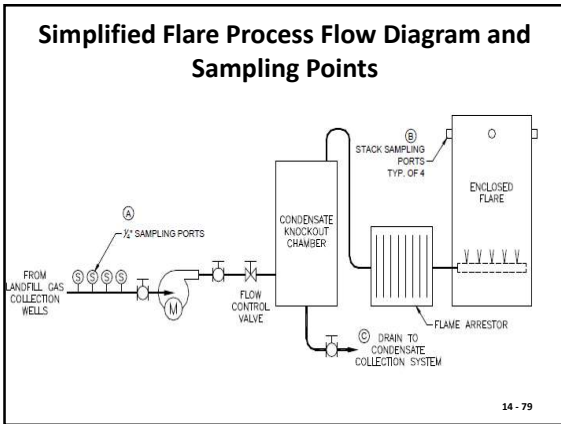 Simplified Flare Process Flow Diagram and
Sampling Points
A
¼" SAMPLING PORTS
S S S S
FROM
LANDFILL GAS
COLLECTION
WELLS
M
FLOW
CONTROL
VALVE
CONDENSATE
KNOCKOUT
CHAMBER
B
STACK SAMPLING
PORTS
TYP. OF 4
ENCLOSED
FLARE
FLAME ARRESTOR
C DRAIN TO
CONDENSATE
COLLECTION SYSTEM
14 - 79